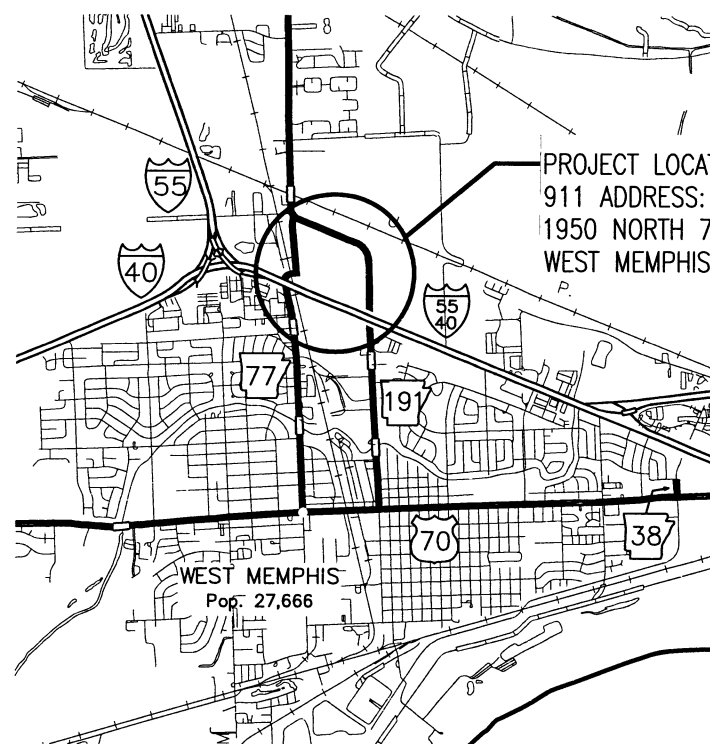 8
PROJECT LOCAT
911 ADDRESS:
1950 NORTH 7
WEST MEMPHIS
55
40
55
40
P.
77
191
70
38
WEST MEMPHIS
Pop. 27,666
M